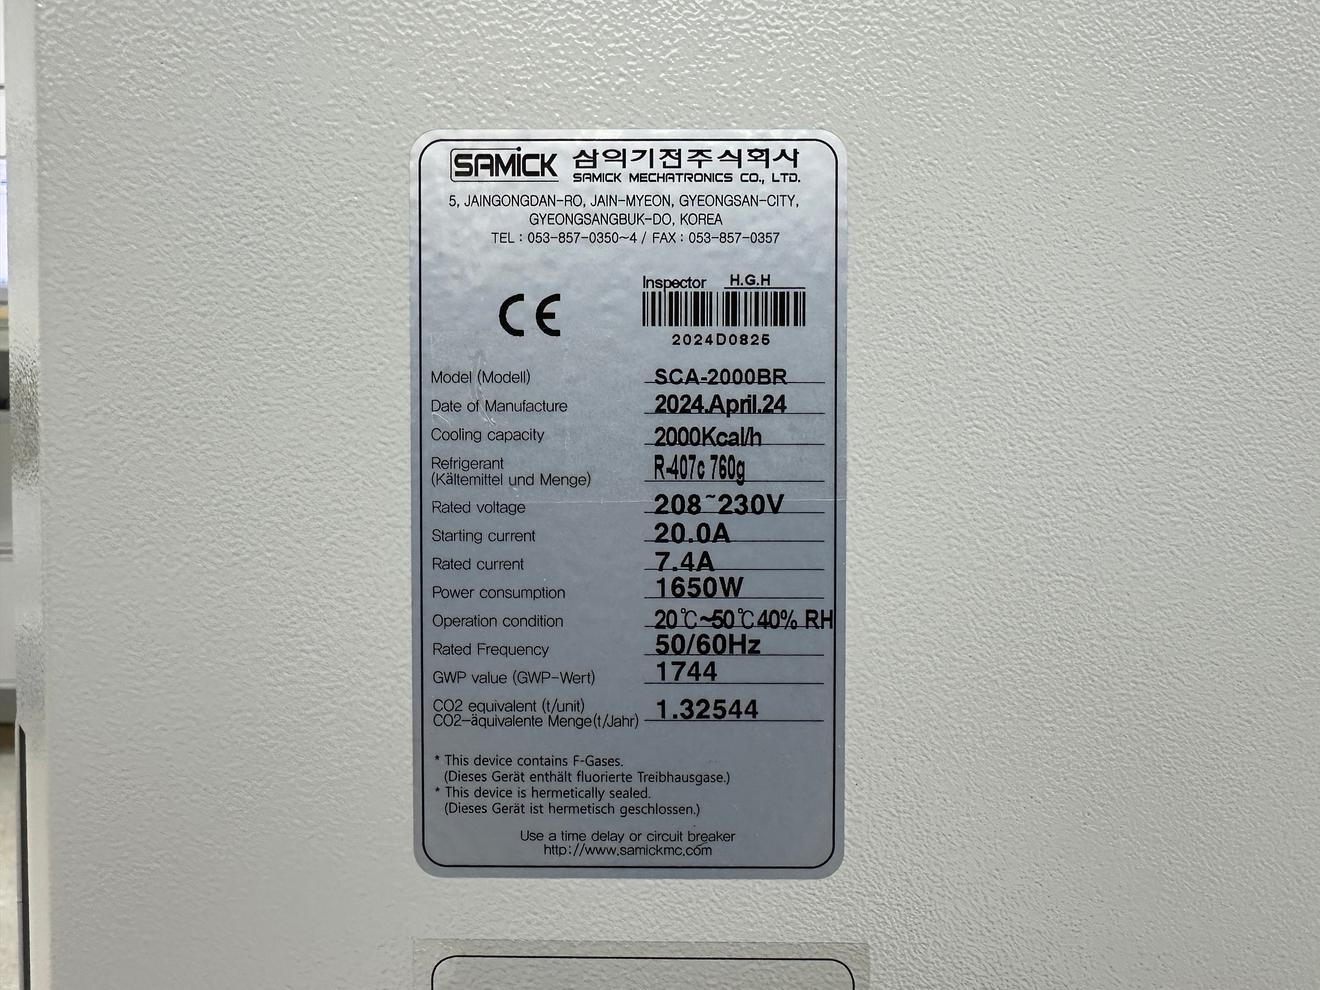 SAMICK 삼익기전주식회사
SAMICK MECHATRONICS CO., LTD.
5, JAINGONGDAN-RO, JAIN-MYEON, GYEONGSAN-CITY,
GYEONGSANGBUK-DO, KOREA
TEL : 053-857-0350~4 / FAX : 053-857-0357
Inspector H.G.H
CE
2024D0825
Model (Modell) SCA-2000BR
Date of Manufacture 2024.April.24
Cooling capacity 2000Kcal/h
Refrigerant
(Kältemittel und Menge) R-407c 760g
Rated voltage 208~230V
Starting current 20.0A
Rated current 7.4A
Power consumption 1650W
Operation condition 20℃~50℃ 40% RH
Rated Frequency 50/60Hz
GWP value (GWP-Wert) 1744
CO2 equivalent (t/unit)
CO2-äquivalente Menge(t/Jahr) 1.32544
* This device contains F-Gases.
(Dieses Gerät enthält fluorierte Treibhausgase.)
* This device is hermetically sealed.
(Dieses Gerät ist hermetisch geschlossen.)
Use a time delay or circuit breaker
http://www.samickmc.com